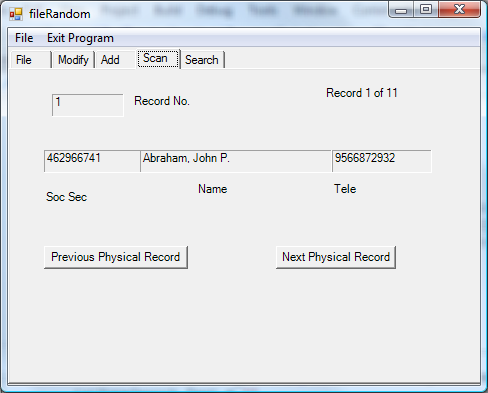 fileRandom
File Exit Program
File Modify Add Scan Search
Record 1 of 11
1 Record No.
462966741 Abraham, John P. 9566872932
Soc Sec Name Tele
Previous Physical Record Next Physical Record